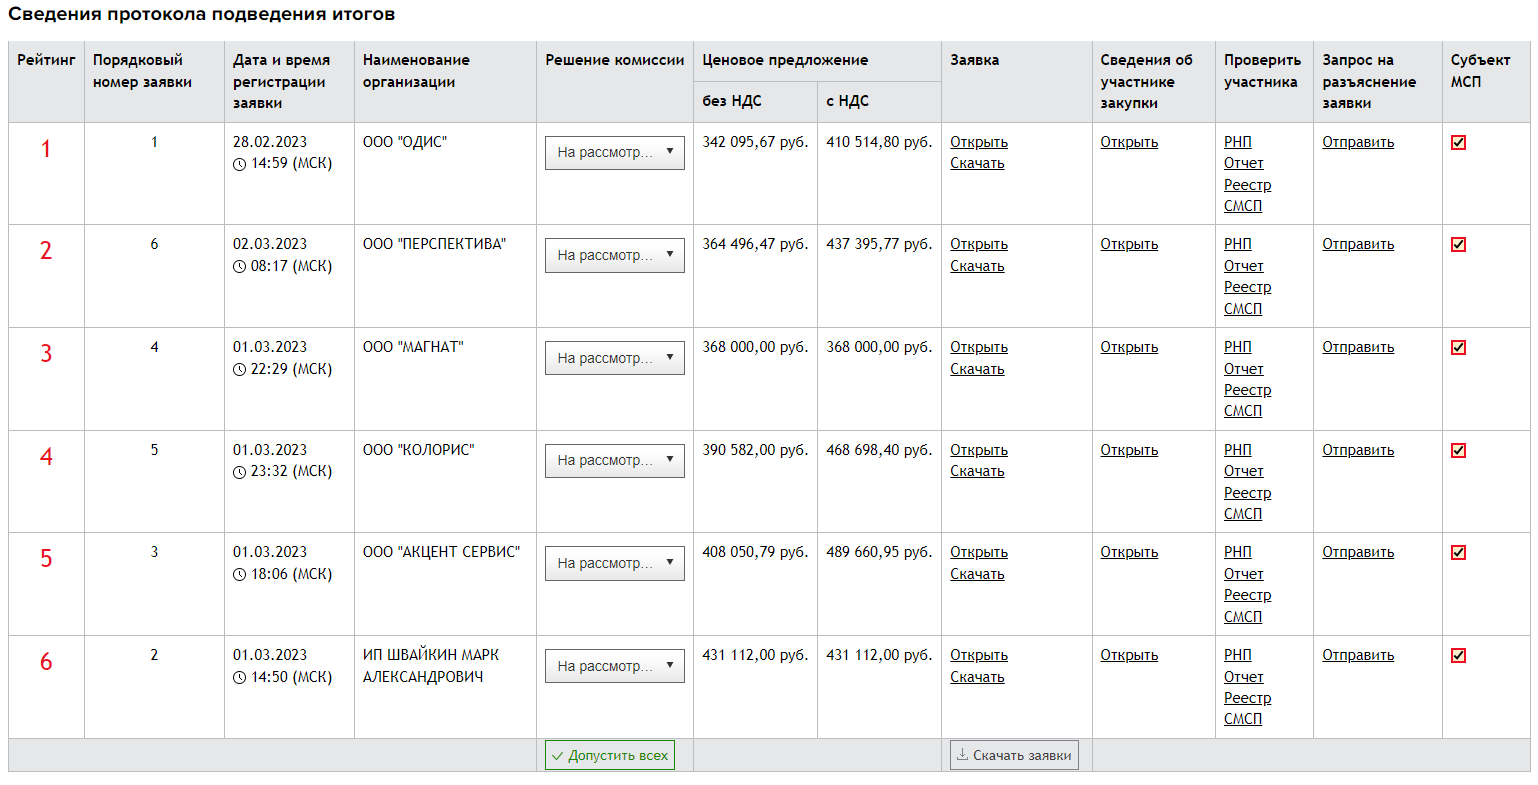 Сведения протокола подведения итогов
Рейтинг
Порядковый
номер заявки
Дата и время
регистрации
заявки
Наименование
организации
Решение комиссии
Ценовое предложение
без НДС
с НДС
Заявка
Сведения об
участнике
закупки
Проверить
участника
Запрос на
разъяснение
заявки
Субъект
МСП
1
1
28.02.2023
14:59 (МСК)
ООО "ОДИС"
На рассмотр...
342 095,67 руб.
410 514,80 руб.
Открыть
Скачать
Открыть
РНП
Отчет
Реестр
СМСП
Отправить
2
6
02.03.2023
08:17 (МСК)
ООО "ПЕРСПЕКТИВА"
На рассмотр...
364 496,47 руб.
437 395,77 руб.
Открыть
Скачать
Открыть
РНП
Отчет
Реестр
СМСП
Отправить
3
4
01.03.2023
22:29 (МСК)
ООО "МАГНАТ"
На рассмотр...
368 000,00 руб.
368 000,00 руб.
Открыть
Скачать
Открыть
РНП
Отчет
Реестр
СМСП
Отправить
4
5
01.03.2023
23:32 (МСК)
ООО "КОЛОРИС"
На рассмотр...
390 582,00 руб.
468 698,40 руб.
Открыть
Скачать
Открыть
РНП
Отчет
Реестр
СМСП
Отправить
5
3
01.03.2023
18:06 (МСК)
ООО "АКЦЕНТ СЕРВИС"
На рассмотр...
408 050,79 руб.
489 660,95 руб.
Открыть
Скачать
Открыть
РНП
Отчет
Реестр
СМСП
Отправить
6
2
01.03.2023
14:50 (МСК)
ИП ШВАЙКИН МАРК
АЛЕКСАНДРОВИЧ
На рассмотр...
431 112,00 руб.
431 112,00 руб.
Открыть
Скачать
Открыть
РНП
Отчет
Реестр
СМСП
Отправить
Допустить всех
Скачать заявки